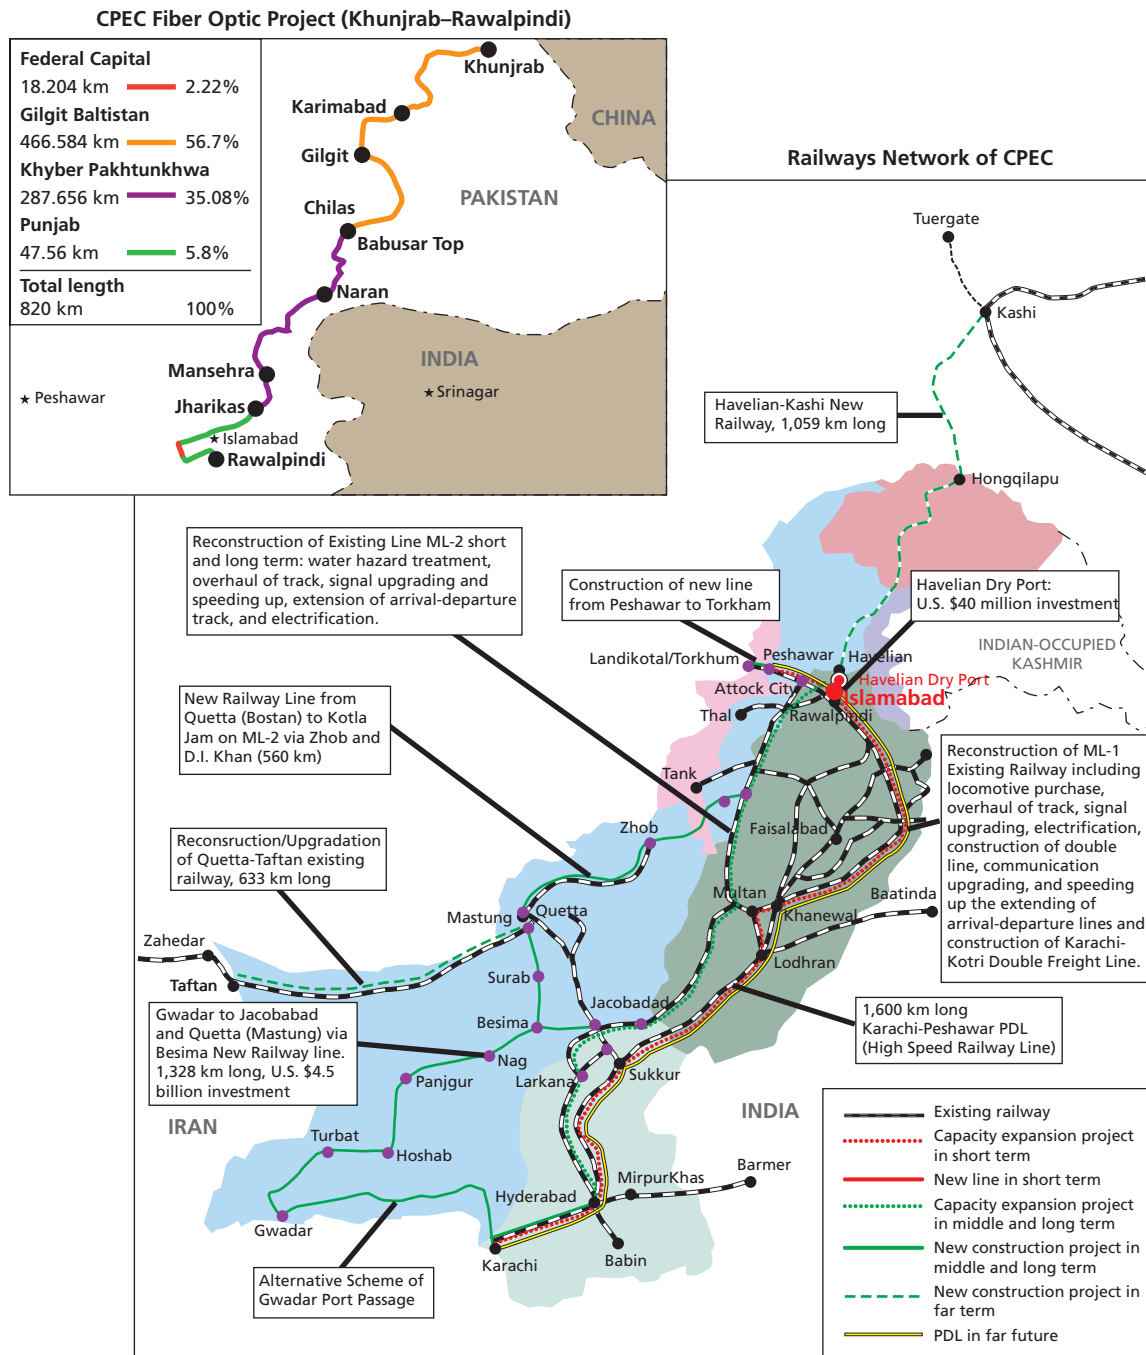 CPEC Fiber Optic Project (Khunjrab–Rawalpindi)
Federal Capital
18.204 km 2.22%
Gilgit Baltistan
466.584 km 56.7%
Khyber Pakhtunkhwa
287.656 km 35.08%
Punjab
47.56 km 5.8%
Total length
820 km 100%
Khunjrab
Karimabad
CHINA
Gilgit
PAKISTAN
Chilas
Babusar Top
Naran
INDIA
Mansehra
Srinagar
Peshawar
Jharikas
Islamabad
Rawalpindi
Railways Network of CPEC
Tuergate
Kashi
Havelian-Kashi New
Railway, 1,059 km long
Hongqilapu
Reconstruction of Existing Line ML-2 short
and long term: water hazard treatment,
overhaul of track, signal upgrading and
speeding up, extension of arrival-departure
track, and electrification.
Construction of new line
from Peshawar to Torkham
Havelian Dry Port:
U.S. $40 million investment
INDIAN-OCCUPIED
KASHMIR
Landikotal/Torkhum
Peshawar
Havelian
Attock City
Havelian Dry Port
Islamabad
Thal
Rawalpindi
New Railway Line from
Quetta (Bostan) to Kotla
Jam on ML-2 via Zhob and
D.I. Khan (560 km)
Tank
Reconstruction of ML-1
Existing Railway including
locomotive purchase,
overhaul of track, signal
upgrading, electrification,
construction of double
line, communication
upgrading, and speeding
up the extending of
arrival-departure lines and
construction of Karachi-
Kotri Double Freight Line.
Zhob
Faisalabad
Reconsruction/Upgradation
of Quetta-Taftan existing
railway, 633 km long
Multan
Baatinda
Mastung
Quetta
Khanewal
Zahedar
Lodhran
Taftan
Surab
Gwadar to Jacobabad
and Quetta (Mastung) via
Besima New Railway line.
1,328 km long, U.S. $4.5
billion investment
Jacobadad
Besima
1,600 km long
Karachi-Peshawar PDL
(High Speed Railway Line)
Nag
Larkana
Sukkur
Panjgur
IRAN
INDIA
Turbat
Hoshab
Hyderabad
MirpurKhas
Barmer
Gwadar
Karachi
Babin
Alternative Scheme of
Gwadar Port Passage
Existing railway
Capacity expansion project
in short term
New line in short term
Capacity expansion project
in middle and long term
New construction project in
middle and long term
New construction project in
far term
PDL in far future